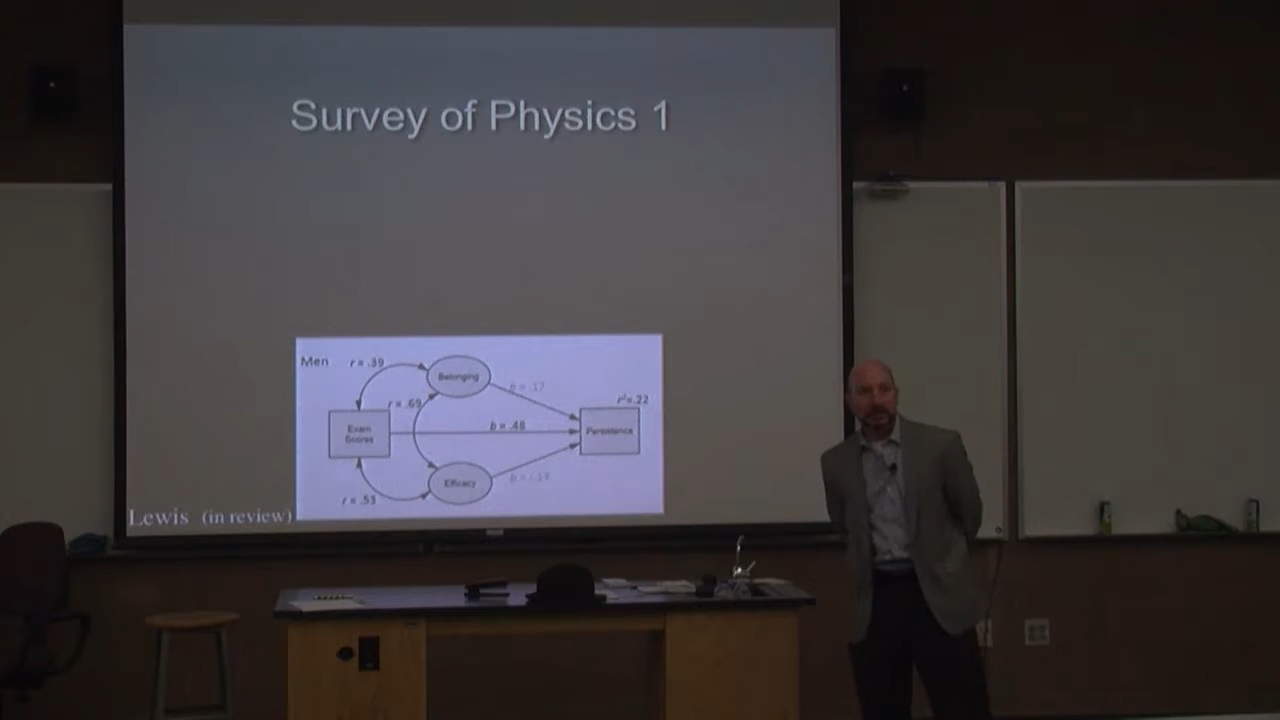 Survey of Physics 1
Men
r = .39
Belonging
b = .17
r = .69
r²=.22
Exam
Scores
b = .48
Persistence
Efficacy
r = .53
Lewis (in review)